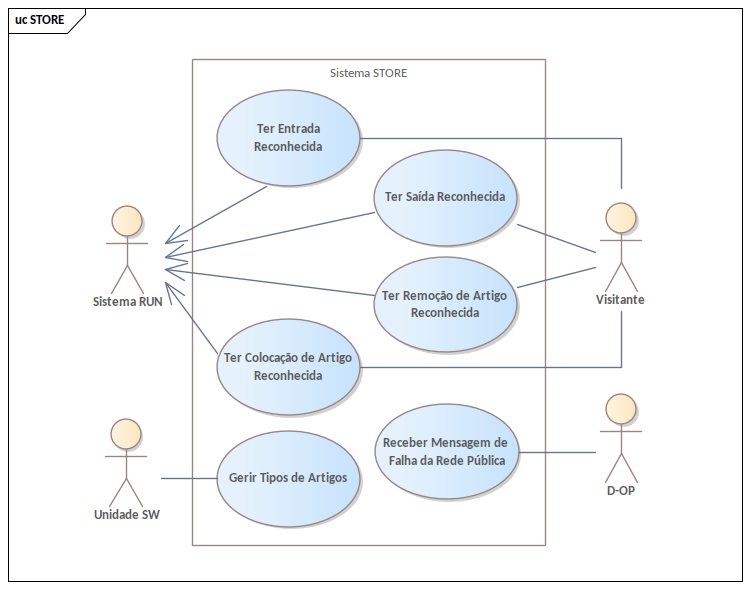 uc STORE
Sistema STORE
Ter Entrada
Reconhecida
Ter Saída Reconhecida
Sistema RUN
Visitante
Ter Remoção de Artigo
Reconhecida
Ter Colocação de Artigo
Reconhecida
Receber Mensagem de
Falha da Rede Pública
Gerir Tipos de Artigos
Unidade SW
D-OP